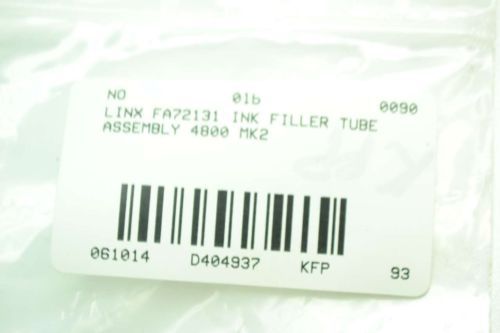 NO 01b 0090
LINX FA72131 INK FILLER TUBE
ASSEMBLY 4800 MK2
061014 D404937 KFP 93